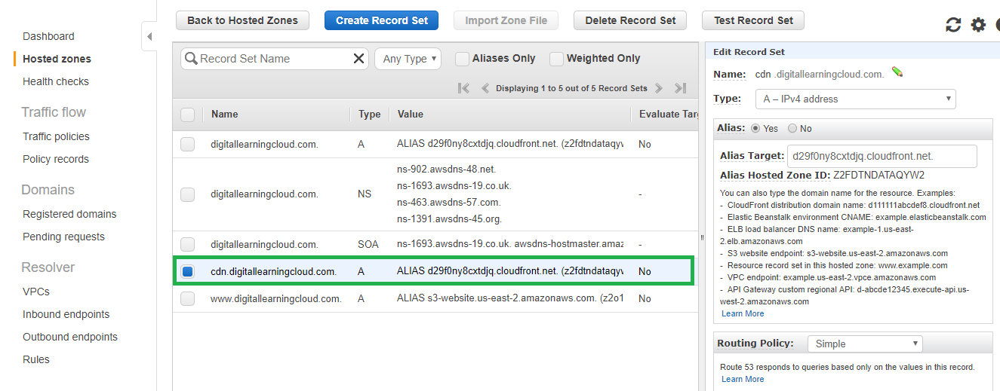 Dashboard
Hosted zones
Health checks
Traffic flow
Traffic policies
Policy records
Domains
Registered domains
Pending requests
Resolver
VPCs
Inbound endpoints
Outbound endpoints
Rules
Back to Hosted Zones Create Record Set Import Zone File Delete Record Set Test Record Set
Record Set Name Any Type Aliases Only Weighted Only
Displaying 1 to 5 out of 5 Record Sets
Name Type Value Evaluate Targ
digitallearningcloud.com. A ALIAS d29f0ny8cxtdjq.cloudfront.net. (z2fdtndataqyw No
ns-902.awsdns-48.net.
ns-1693.awsdns-19.co.uk.
digitallearningcloud.com. NS -
ns-463.awsdns-57.com.
ns-1391.awsdns-45.org.
digitallearningcloud.com. SOA ns-1693.awsdns-19.co.uk. awsdns-hostmaster.amaz -
cdn.digitallearningcloud.com. A ALIAS d29f0ny8cxtdjq.cloudfront.net. (z2fdtndataqyw No
www.digitallearningcloud.com. A ALIAS s3-website.us-east-2.amazonaws.com. (z2o1 No
Edit Record Set
Name: cdn .digitallearningcloud.com.
Type: A – IPv4 address
Alias: Yes No
Alias Target: d29f0ny8cxtdjq.cloudfront.net.
Alias Hosted Zone ID: Z2FDTNDATAQYW2
You can also type the domain name for the resource. Examples:
- CloudFront distribution domain name: d111111abcdef8.cloudfront.net
- Elastic Beanstalk environment CNAME: example.elasticbeanstalk.com
- ELB load balancer DNS name: example-1.us-east-
2.elb.amazonaws.com
- S3 website endpoint: s3-website.us-east-2.amazonaws.com
- Resource record set in this hosted zone: www.example.com
- VPC endpoint: example.us-east-2.vpce.amazonaws.com
- API Gateway custom regional API: d-abcde12345.execute-api.us-
west-2.amazonaws.com
Learn More
Routing Policy: Simple
Route 53 responds to queries based only on the values in this record.
Learn More